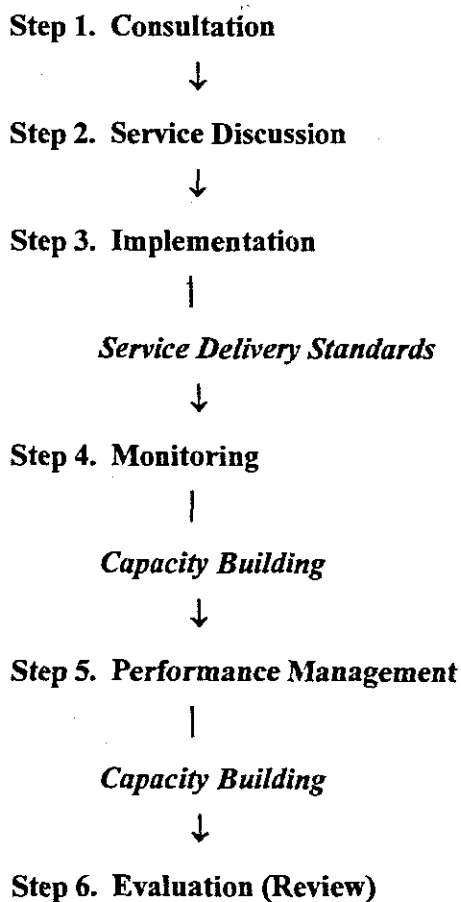 Step 1. Consultation
↓
Step 2. Service Discussion
↓
Step 3. Implementation
|
Service Delivery Standards
↓
Step 4. Monitoring
|
Capacity Building
↓
Step 5. Performance Management
|
Capacity Building
↓
Step 6. Evaluation (Review)